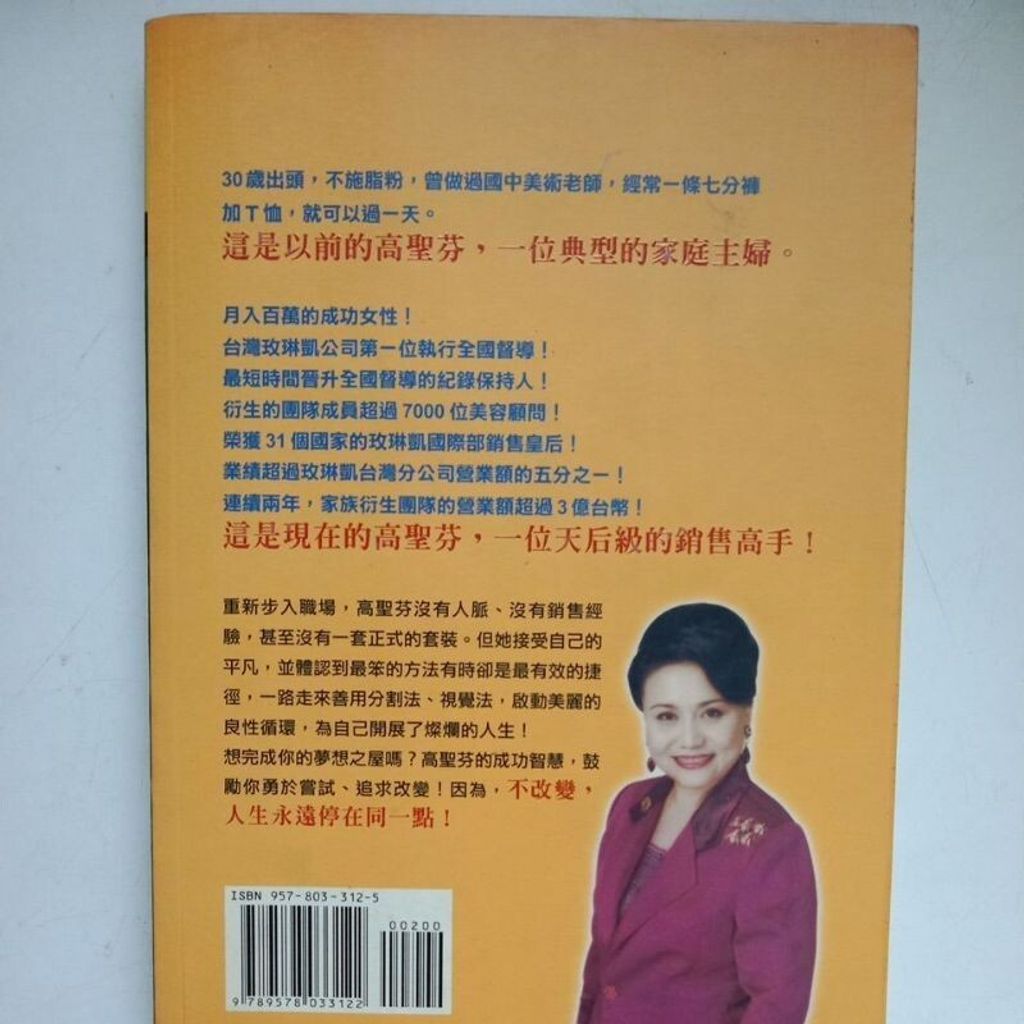 30歲出頭，不施脂粉，曾做過國中美術老師，經常一條七分褲
加T恤，就可以過一天。
這是以前的高聖芬，一位典型的家庭主婦。
月入百萬的成功女性！
台灣玫琳凱公司第一位執行全國督導！
最短時間晉升全國督導的紀錄保持人！
衍生的團隊成員超過7000位美容顧問！
榮獲31個國家的玫琳凱國際部銷售皇后！
業績超過玫琳凱台灣分公司營業額的五分之一！
連續兩年，家族衍生團隊的營業額超過3億台幣！
這是現在的高聖芬，一位天后級的銷售高手！
重新步入職場，高聖芬沒有人脈、沒有銷售經
驗，甚至沒有一套正式的套裝。但她接受自己的
平凡，並體認到最笨的方法有時卻是最有效的捷
徑，一路走來善用分割法、視覺法，啟動美麗的
良性循環，為自己開展了燦爛的人生！
想完成你的夢想之屋嗎？高聖芬的成功智慧，鼓
勵你勇於嘗試、追求改變！因為，不改變，
人生永遠停在同一點！
ISBN 957-803-312-5
00200
9 789578 033122